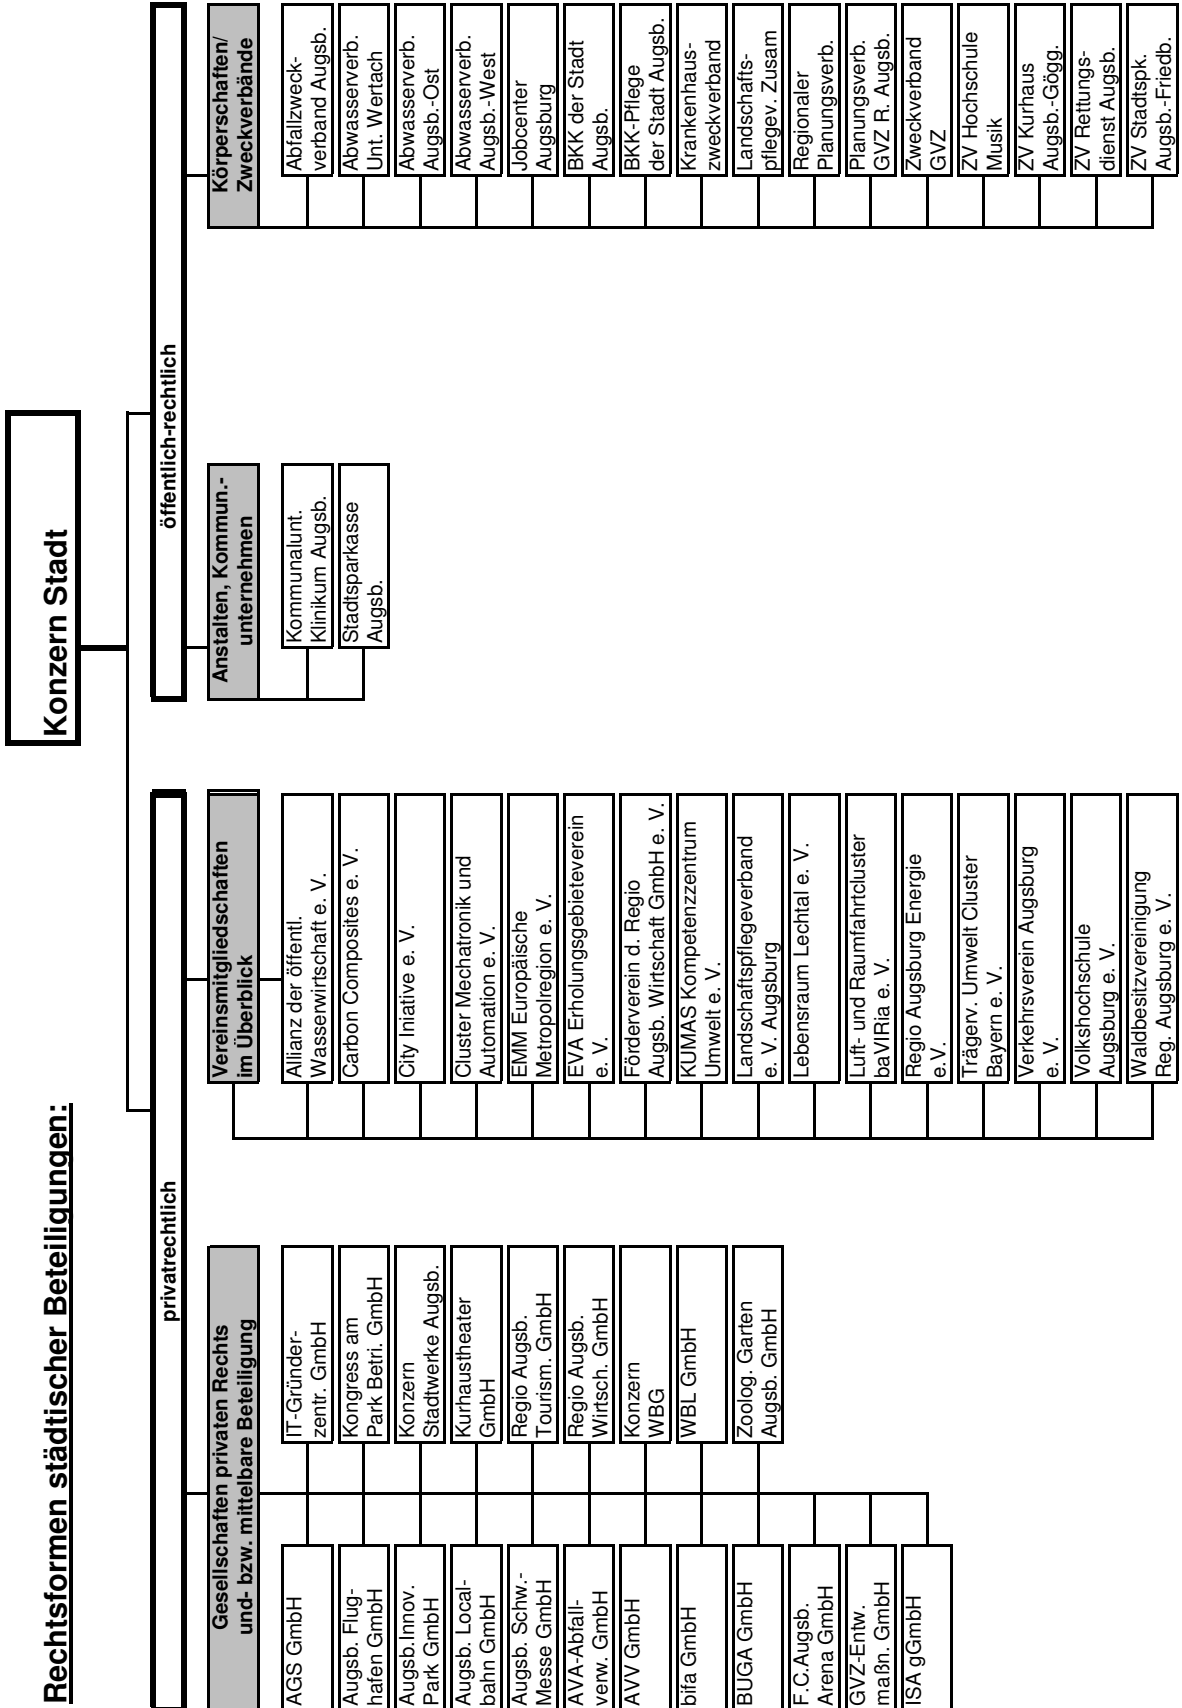 Rechtsformen städtischer Beteiligungen:
Konzern Stadt
privatrechtlich
öffentlich-rechtlich
Gesellschaften privaten Rechts
und- bzw. mittelbare Beteiligung
AGS GmbH
Augsb. Flug-
hafen GmbH
Augsb.Innov.
Park GmbH
Augsb. Local-
bahn GmbH
Augsb. Schw.-
Messe GmbH
AVA-Abfall-
verw. GmbH
AVV GmbH
bifa GmbH
BUGA GmbH
F.C.Augsb.
Arena GmbH
GVZ-Entw.
maßn. GmbH
ISA gGmbH
IT-Gründer-
zentr. GmbH
Kongress am
Park Betri. GmbH
Konzern
Stadtwerke Augsb.
Kurhaustheater
GmbH
Regio Augsb.
Tourism. GmbH
Regio Augsb.
Wirtsch. GmbH
Konzern
WBG
WBL GmbH
Zoolog. Garten
Augsb. GmbH
Vereinsmitgliedschaften
im Überblick
Allianz der öffentl.
Wasserwirtschaft e. V.
Carbon Composites e. V.
City Iniative e. V.
Cluster Mechatronik und
Automation e. V.
EMM Europäische
Metropolregion e. V.
EVA Erholungsgebieteverein
e. V.
Förderverein d. Regio
Augsb. Wirtschaft GmbH e. V.
KUMAS Kompetenzzentrum
Umwelt e. V.
Landschaftspflegeverband
e. V. Augsburg
Lebensraum Lechtal e. V.
Luft- und Raumfahrtcluster
baVIRia e. V.
Regio Augsburg Energie
e.V.
Trägerv. Umwelt Cluster
Bayern e. V.
Verkehrsverein Augsburg
e. V.
Volkshochschule
Augsburg e. V.
Waldbesitzvereinigung
Reg. Augsburg e. V.
Anstalten, Kommun.-
unternehmen
Kommunalunt.
Klinikum Augsb.
Stadtsparkasse
Augsb.
Körperschaften/
Zweckverbände
Abfallzweck-
verband Augsb.
Abwasserverb.
Unt. Wertach
Abwasserverb.
Augsb.-Ost
Abwasserverb.
Augsb.-West
Jobcenter
Augsburg
BKK der Stadt
Augsb.
BKK-Pflege
der Stadt Augsb.
Krankenhaus-
zweckverband
Landschafts-
pflegev. Zusam
Regionaler
Planungsverb.
Planungsverb.
GVZ R. Augsb.
Zweckverband
GVZ
ZV Hochschule
Musik
ZV Kurhaus
Augsb.-Gögg.
ZV Rettungs-
dienst Augsb.
ZV Stadtspk.
Augsb.-Friedb.